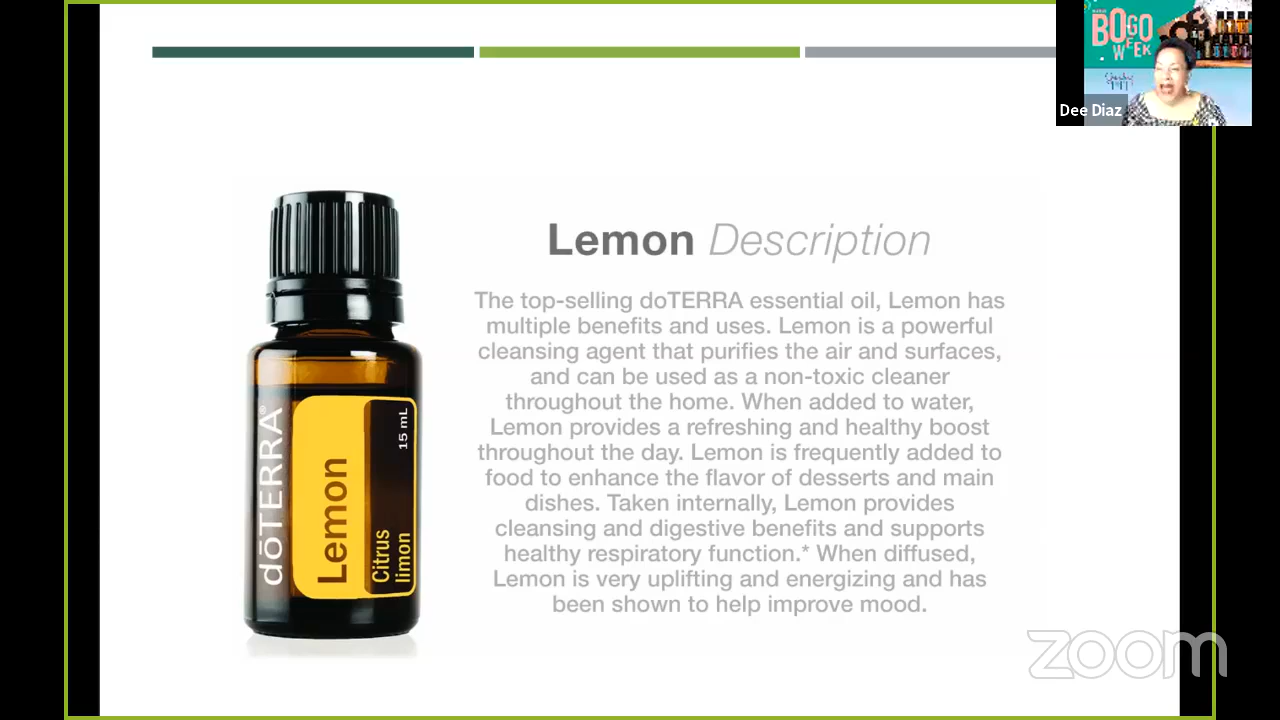 BOGO
WEEK
Dee Diaz
Lemon Description
The top-selling doTERRA essential oil, Lemon has
multiple benefits and uses. Lemon is a powerful
cleansing agent that purifies the air and surfaces,
and can be used as a non-toxic cleaner
throughout the home. When added to water,
Lemon provides a refreshing and healthy boost
throughout the day. Lemon is frequently added to
food to enhance the flavor of desserts and main
dishes. Taken internally, Lemon provides
cleansing and digestive benefits and supports
healthy respiratory function.* When diffused,
Lemon is very uplifting and energizing and has
been shown to help improve mood.
dōTERRA®
Lemon
Citrus
limon
15 mL
zoom